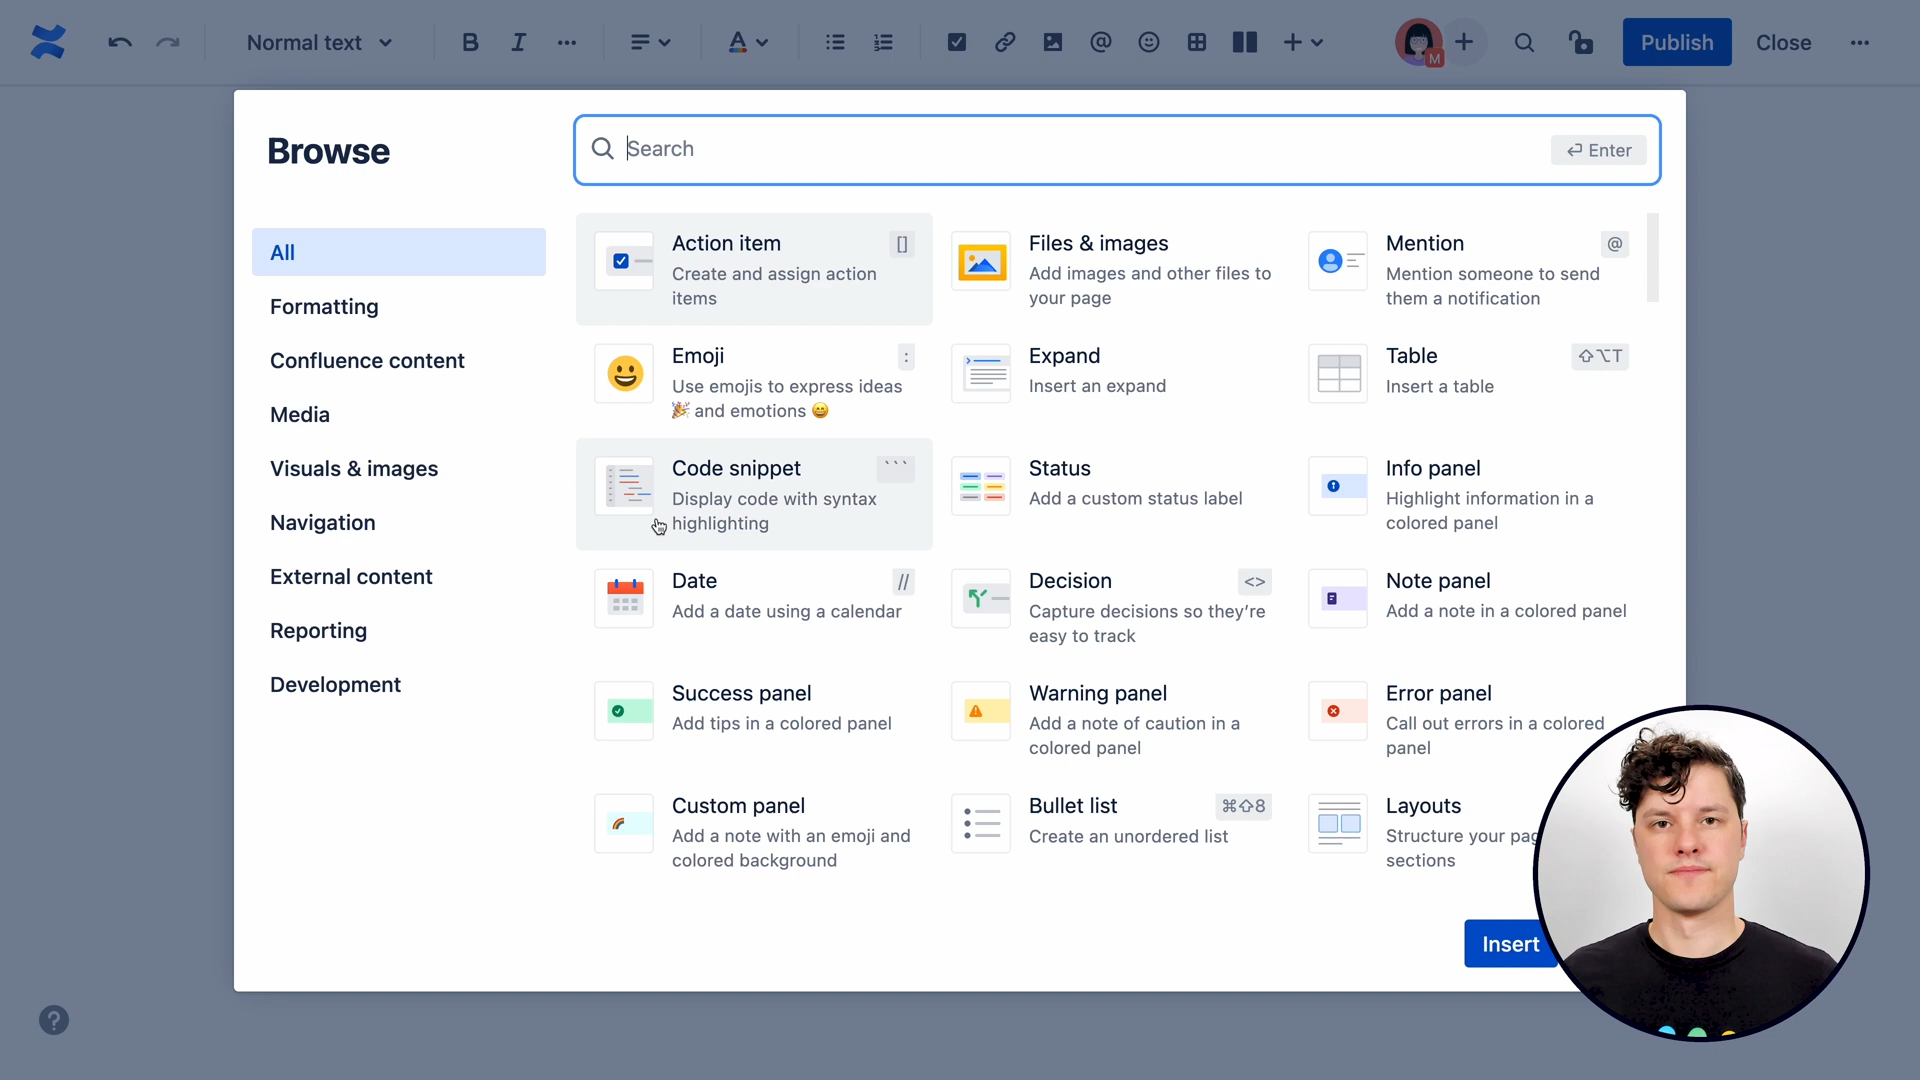 Normal text
Publish
Close
M
Browse
Search
Enter
All
Formatting
Confluence content
Media
Visuals & images
Navigation
External content
Reporting
Development
Action item
[]
Create and assign action
items
Files & images
Add images and other files to
your page
Mention
@
Mention someone to send
them a notification
Emoji
:
Use emojis to express ideas
🎉 and emotions 😄
Expand
Insert an expand
Table
⇧⌥T
Insert a table
Code snippet
```
Display code with syntax
highlighting
Status
Add a custom status label
Info panel
Highlight information in a
colored panel
Date
//
Add a date using a calendar
Decision
<>
Capture decisions so they're
easy to track
Note panel
Add a note in a colored panel
Success panel
Add tips in a colored panel
Warning panel
Add a note of caution in a
colored panel
Error panel
Call out errors in a colored
panel
Custom panel
Add a note with an emoji and
colored background
Bullet list
⌘⇧8
Create an unordered list
Layouts
Structure your
sections
Insert